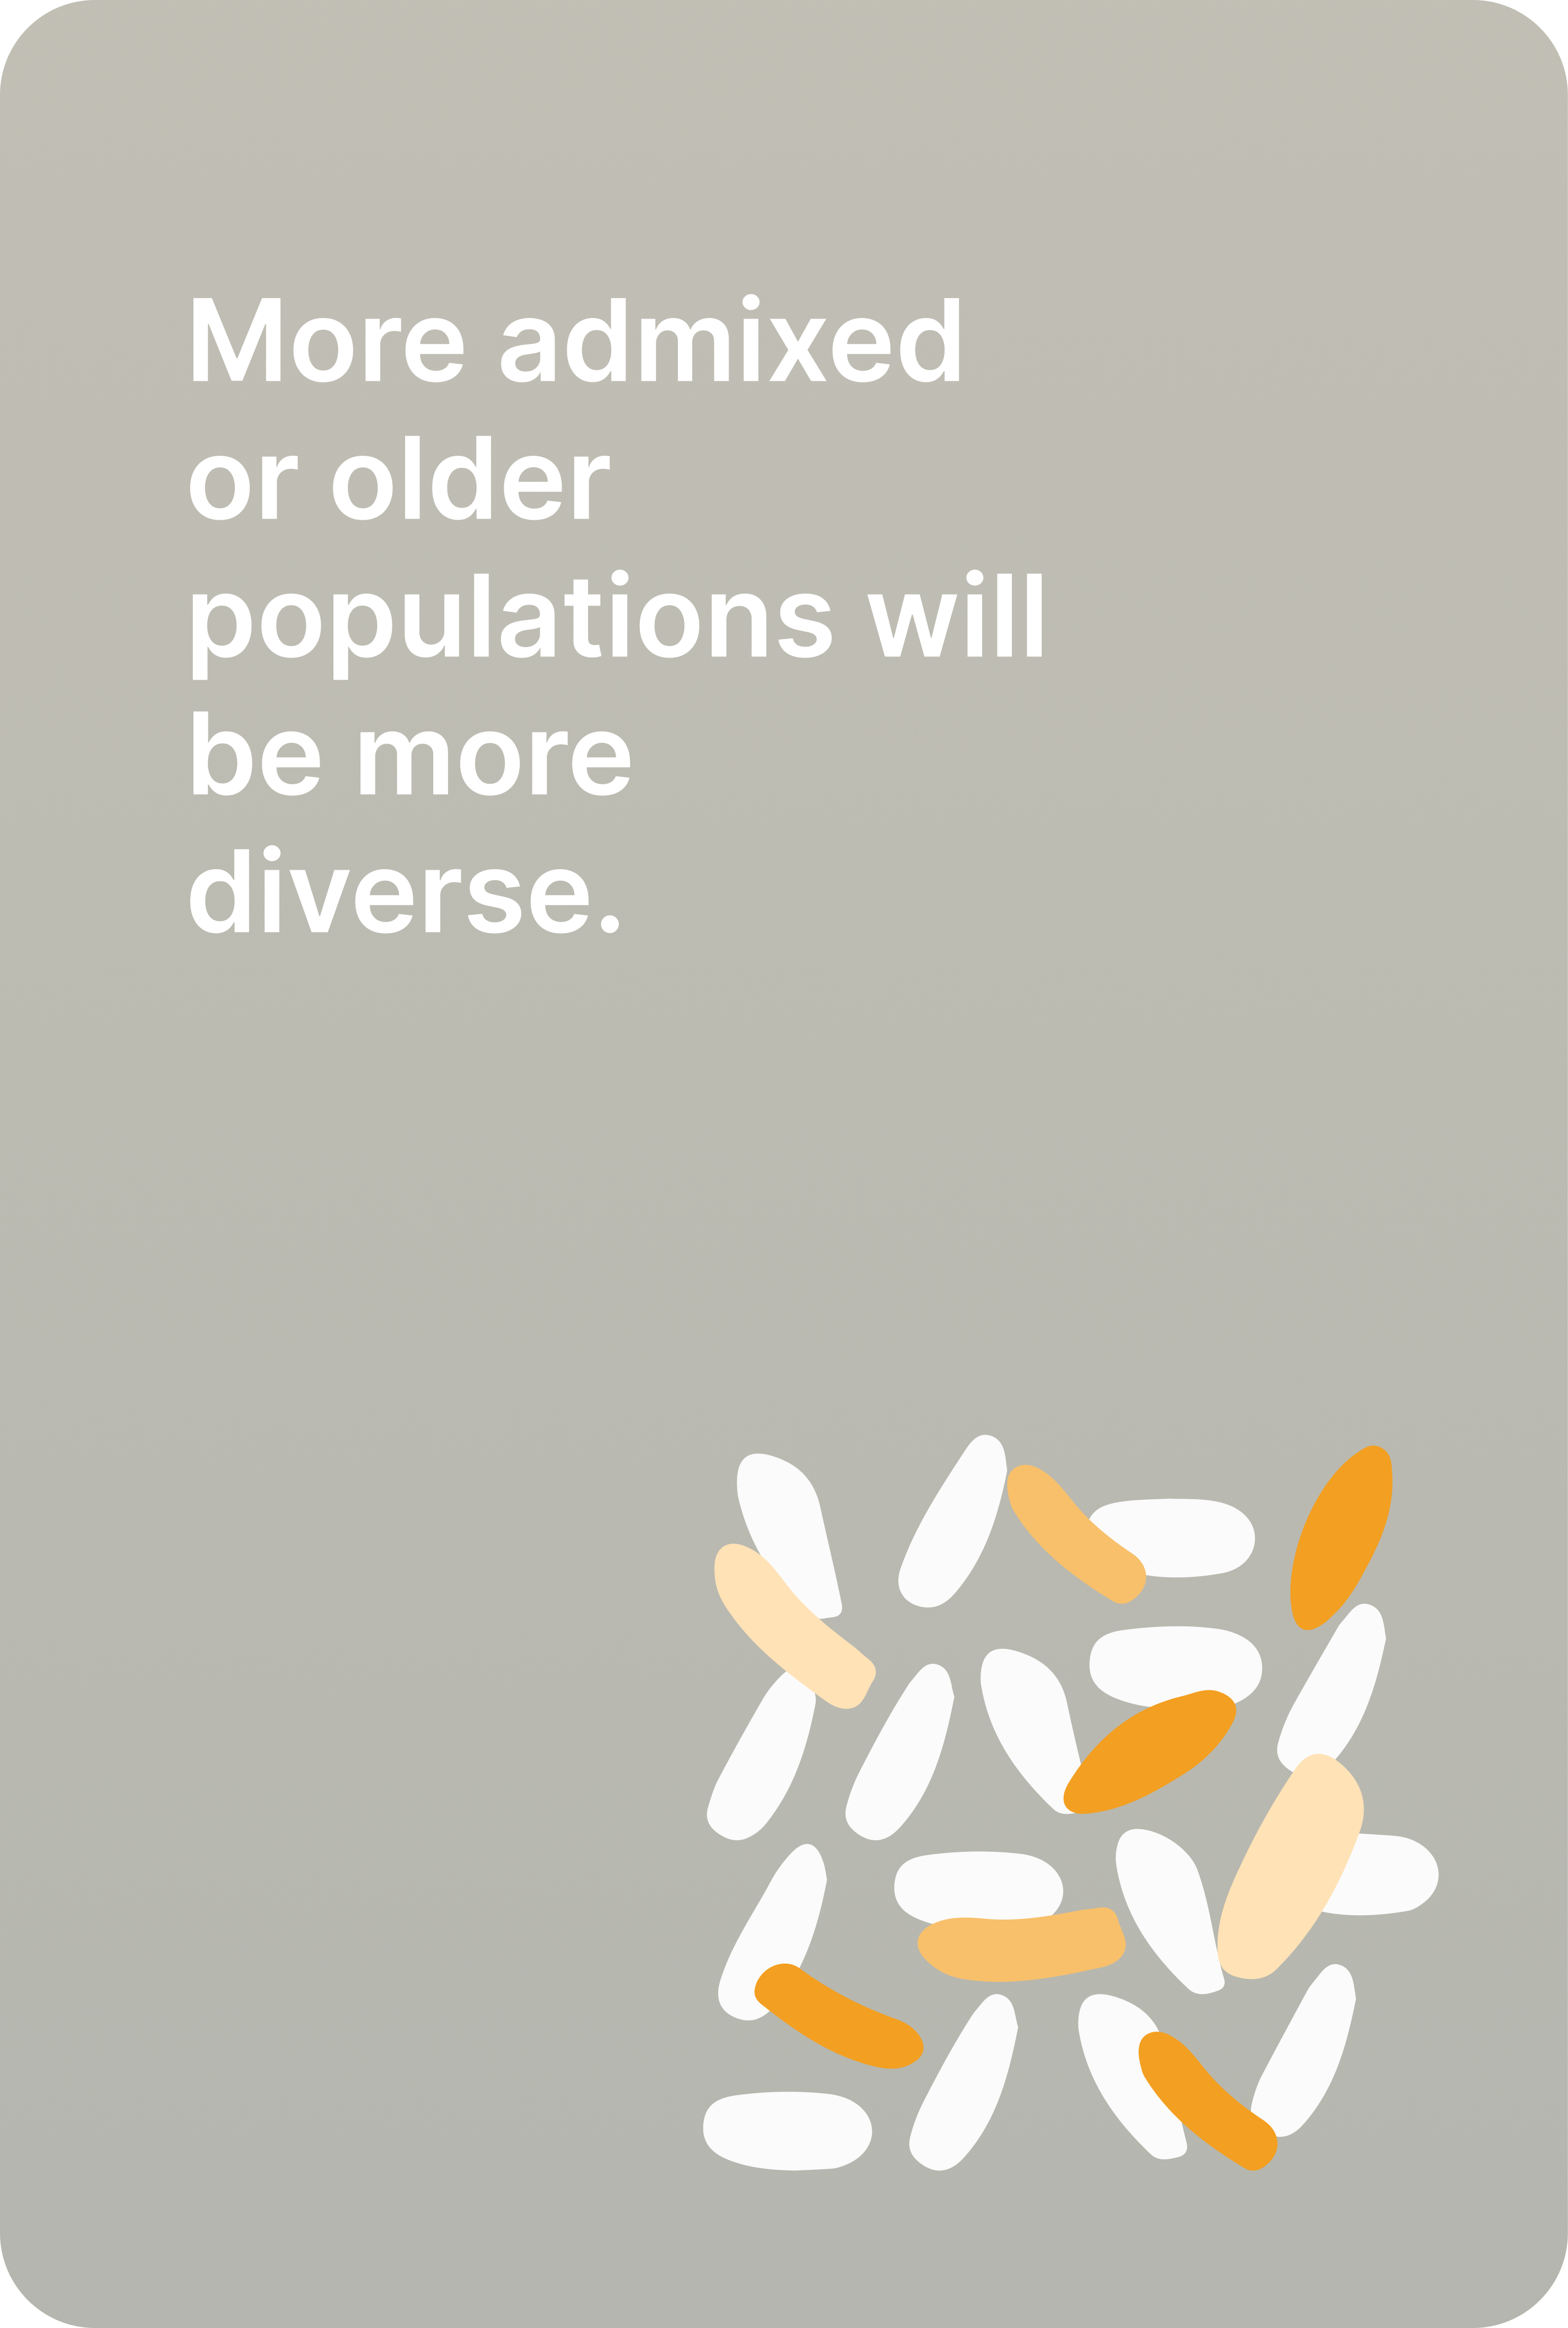 More admixed
or older
populations will
be more
diverse.